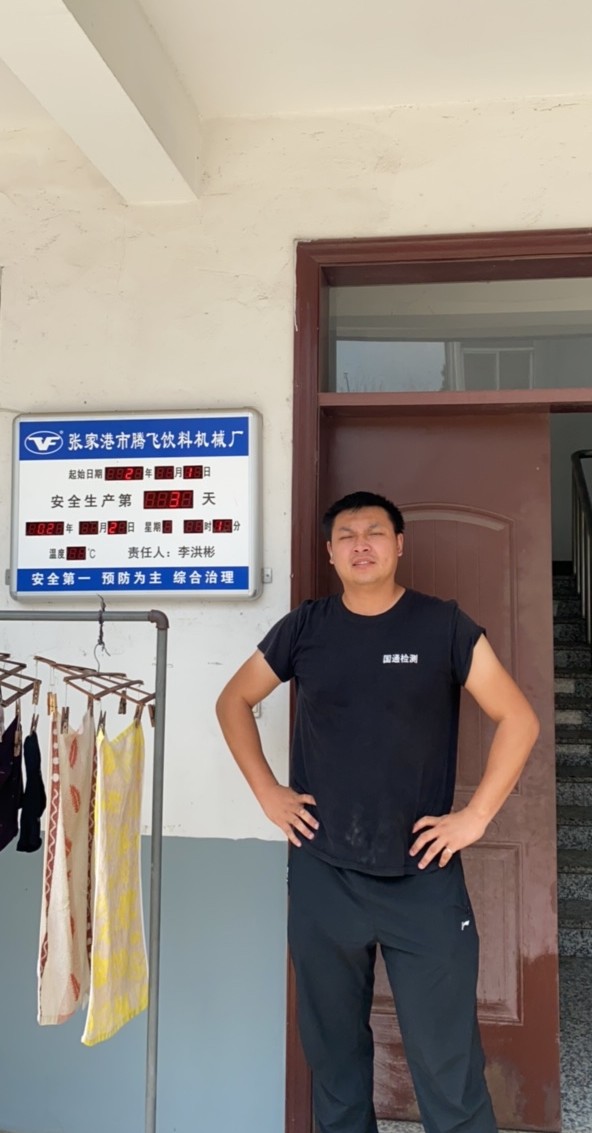 张家港市腾飞饮料机械厂
起始日期 年 月 日
安全生产第 天
年 月 日 星期 时 分
温度 ℃ 责任人：李洪彬
安全第一 预防为主 综合治理
国通检测